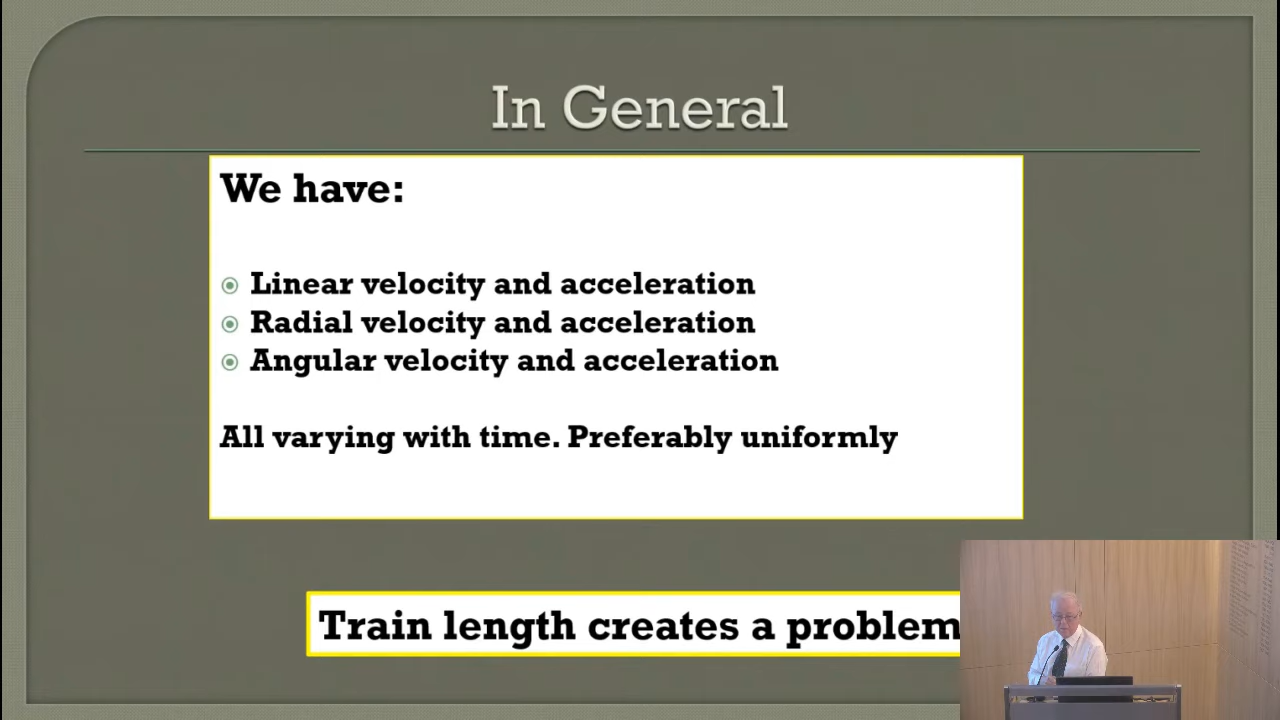 In General
We have:
Linear velocity and acceleration
Radial velocity and acceleration
Angular velocity and acceleration
All varying with time. Preferably uniformly
Train length creates a problem